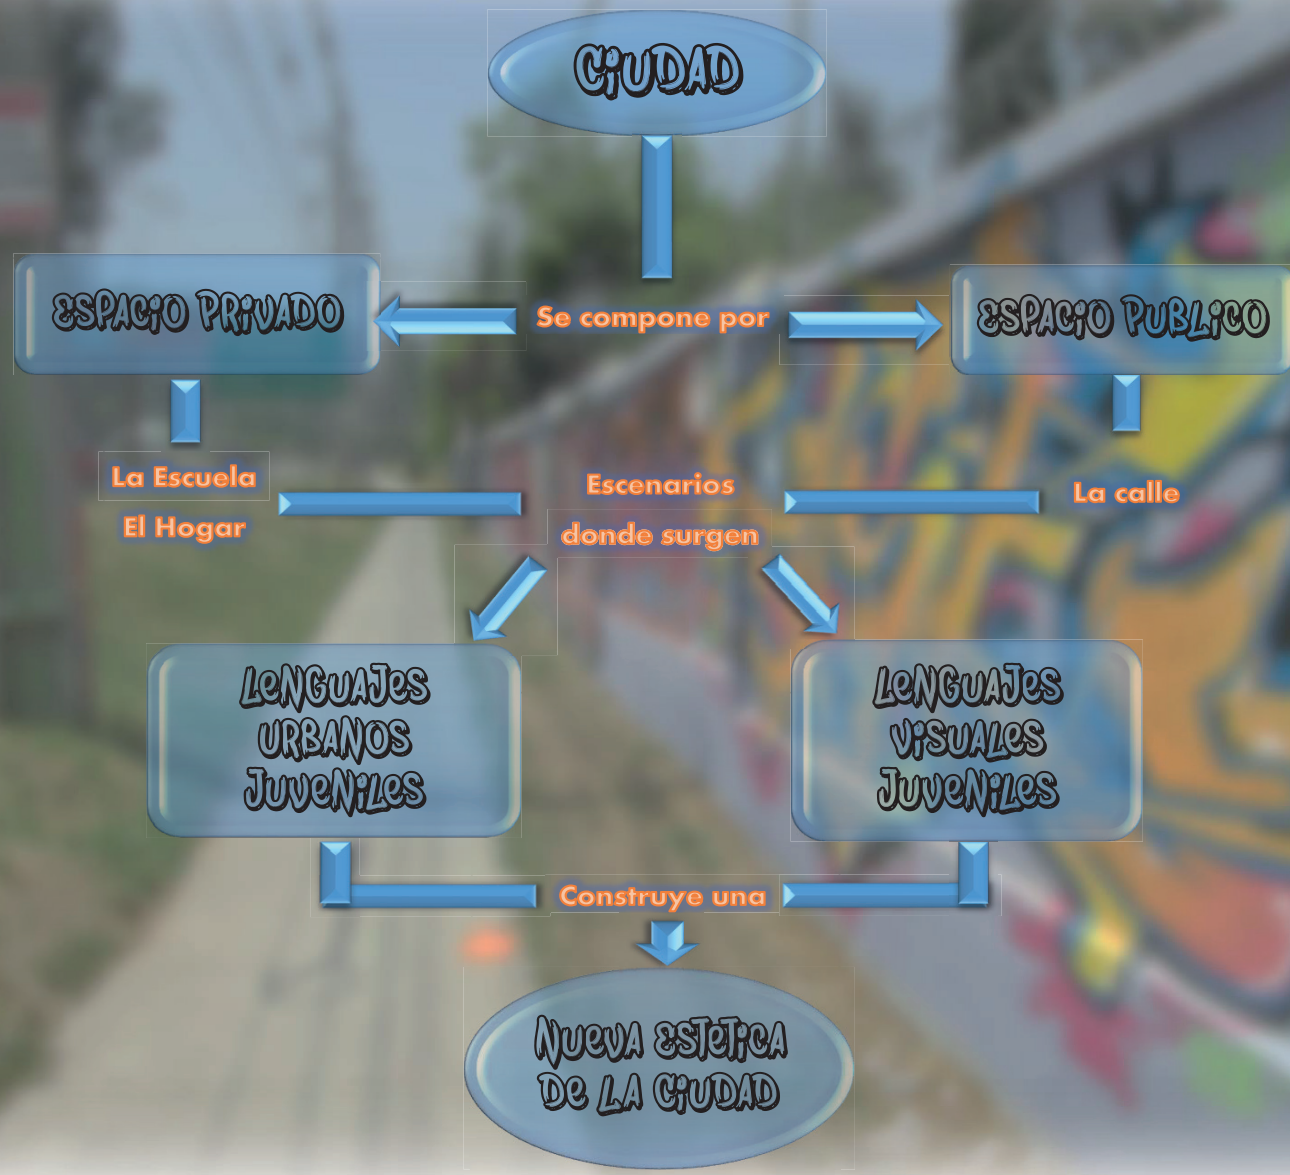 CIUDAD
ESPACIO PRIVADO
Se compone por
ESPACIO PUBLICO
La Escuela
El Hogar
Escenarios
donde surgen
La calle
LENGUAJES
URBANOS
JUVENILES
LENGUAJES
VISUALES
JUVENILES
Construye una
NUEVA ESTETICA
DE LA CIUDAD